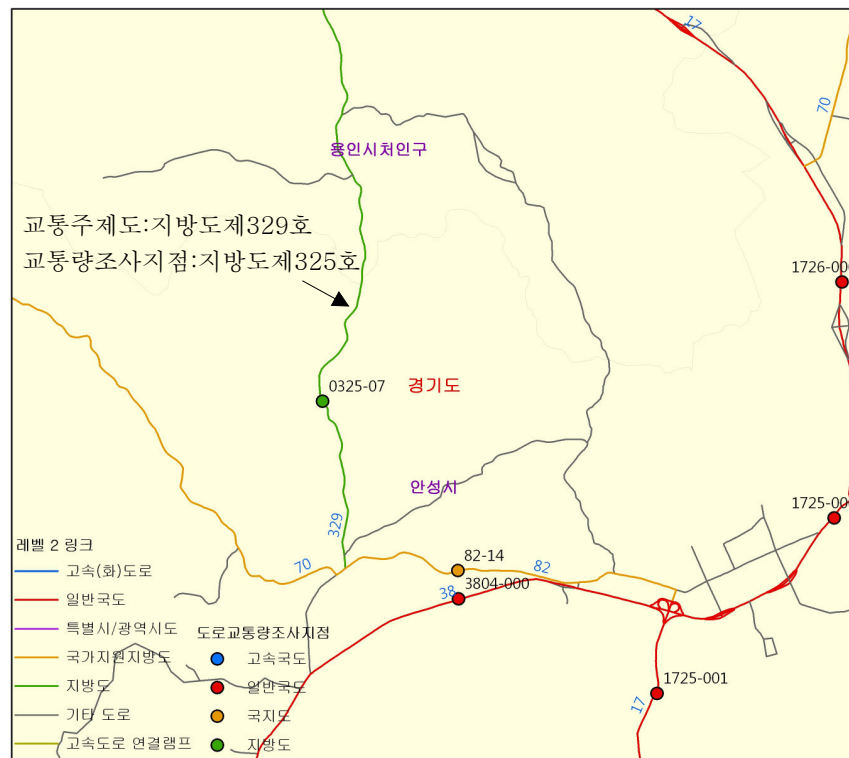 17
70
용인시처인구
교통주제도:지방도제329호
교통량조사지점:지방도제325호
1726-00
0325-07
경기도
안성시
1725-00
329
레벨 2 링크
82-14
70
82
고속(화)도로
3804-000
38
일반국도
특별시/광역시도
도로교통량조사지점
국가지원지방도
고속국도
지방도
일반국도
1725-001
17
기타 도로
국지도
고속도로 연결램프
지방도